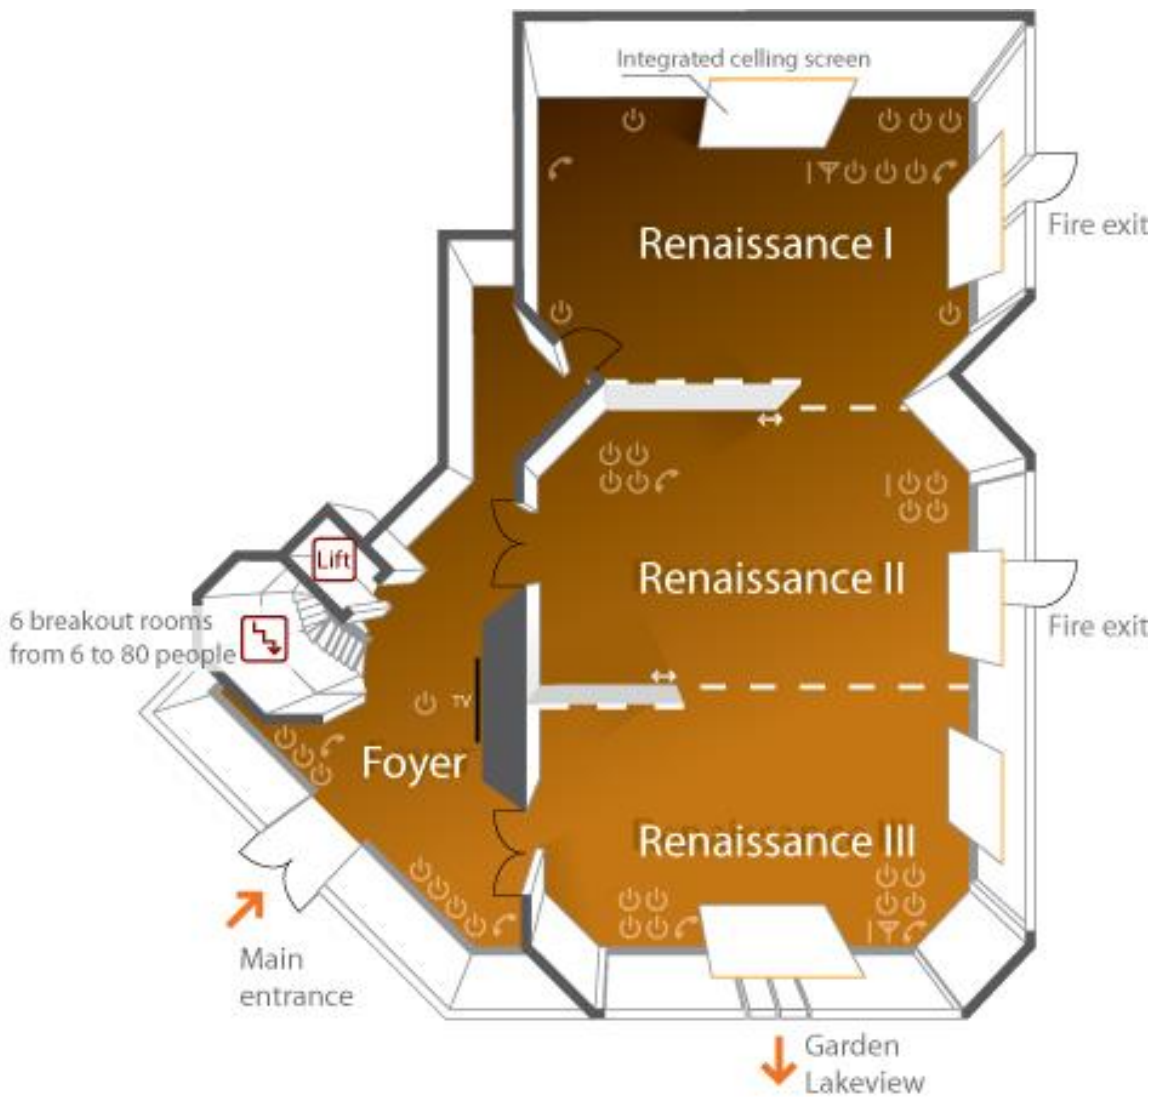 Integrated celling screen
Renaissance I
Fire exit
Lift
Renaissance II
6 breakout rooms
from 6 to 80 people
Fire exit
TV
Foyer
Renaissance III
Main
entrance
Garden
Lakeview